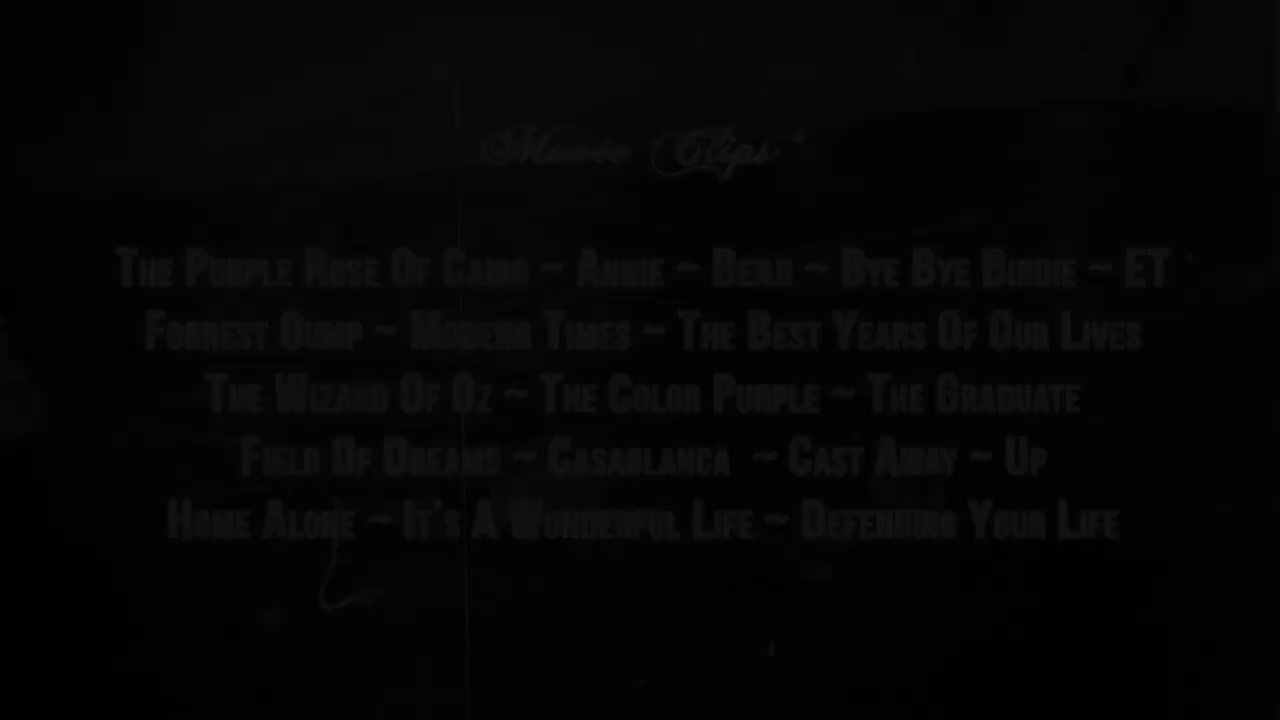 Movie Clips
The Purple Rose Of Cairo ~ Annie ~ Benji ~ Bye Bye Birdie ~ ET
Forrest Gump ~ Modern Times ~ The Best Years Of Our Lives
The Wizard Of Oz ~ The Color Purple ~ The Graduate
Field Of Dreams ~ Casablanca ~ Cast Away ~ Up
Home Alone ~ It's A Wonderful Life ~ Defending Your Life